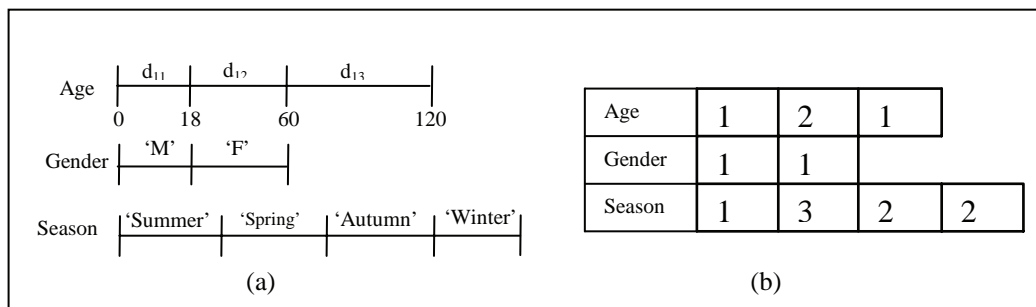 d11 d12 d13
Age
0 18 60 120
‘M’ ‘F’
Gender
‘Summer’ ‘Spring’ ‘Autumn’ ‘Winter’
Season
(a)
Age 1 2 1
Gender 1 1
Season 1 3 2 2
(b)